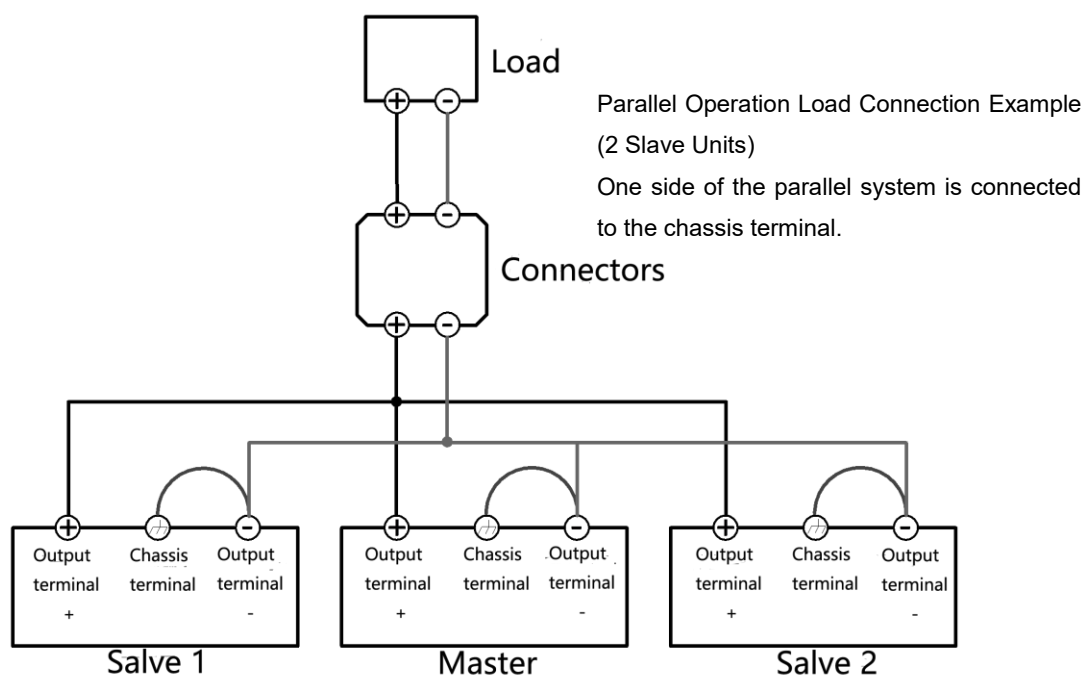 Load
Parallel Operation Load Connection Example
(2 Slave Units)
One side of the parallel system is connected
to the chassis terminal.
+ -
+ -
Connectors
+ -
+ - + - + -
Output Chassis Output Output Chassis Output Output Chassis Output
terminal terminal terminal terminal terminal terminal terminal terminal terminal
+ - + - + -
Salve 1 Master Salve 2